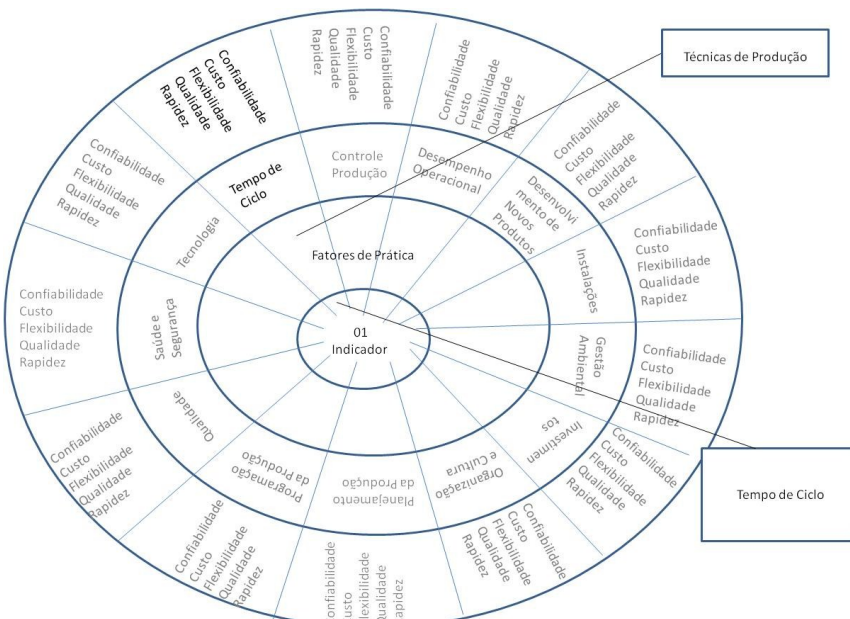 Técnicas de Produção
Tempo de Ciclo
Fatores de Prática
01
Indicador
Tempo de
Ciclo
Confiabilidade
Custo
Flexibilidade
Qualidade
Rapidez
Controle
Produção
Confiabilidade
Custo
Flexibilidade
Qualidade
Rapidez
Desempenho
Operacional
Confiabilidade
Custo
Flexibilidade
Qualidade
Rapidez
Desenvolvi
mento de
Novos
Produtos
Confiabilidade
Custo
Flexibilidade
Qualidade
Rapidez
Instalações
Confiabilidade
Custo
Flexibilidade
Qualidade
Rapidez
Gestão
Ambiental
Confiabilidade
Custo
Flexibilidade
Qualidade
Rapidez
Investimen
tos
Confiabilidade
Custo
Flexibilidade
Qualidade
Rapidez
Organização
e Cultura
Confiabilidade
Custo
Flexibilidade
Qualidade
Rapidez
Planejamento
da Produção
onfiabilidade
usto
lexibilidade
ualidade
apidez
Programação
da Produção
Confiabilidade
Custo
Flexibilidade
Qualidade
Rapidez
Qualidade
Confiabilidade
Custo
Flexibilidade
Qualidade
Rapidez
Saúde e
Segurança
Confiabilidade
Custo
Flexibilidade
Qualidade
Rapidez
Tecnologia
Confiabilidade
Custo
Flexibilidade
Qualidade
Rapidez